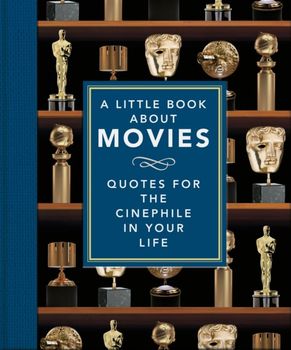 A LITTLE BOOK
ABOUT
MOVIES
QUOTES FOR
THE
CINEPHILE
IN YOUR
LIFE